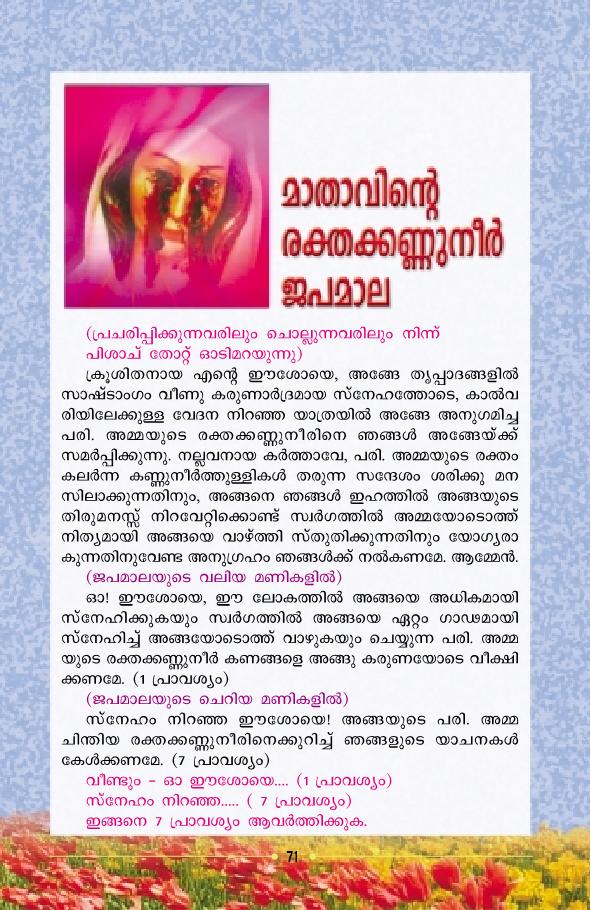 മാതാവിന്റെ
രക്തക്കണ്ണുനീർ
ജപമാല
(പ്രചരിപ്പിക്കുന്നവരിലും ചൊല്ലുന്നവരിലും നിന്ന്
പിശാച് തോറ്റ് ഓടിമറയുന്നു)
ക്രൂശിതനായ എന്റെ ഈശോയെ, അങ്ങേ തൃപ്പാദങ്ങളിൽ
സാഷ്ടാംഗം വീണു കരുണാർദ്രമായ സ്നേഹത്തോടെ, കാൽവ
രിയിലേക്കുള്ള വേദന നിറഞ്ഞ യാത്രയിൽ അങ്ങേ അനുഗമിച്ച
പരി. അമ്മയുടെ രക്തക്കണ്ണുനീരിനെ ഞങ്ങൾ അങ്ങേയ്ക്ക്
സമർപ്പിക്കുന്നു. നല്ലവനായ കർത്താവേ, പരി. അമ്മയുടെ രക്തം
കലർന്ന കണ്ണുനീർത്തുള്ളികൾ തരുന്ന സന്ദേശം ശരിക്കു മന
സിലാക്കുന്നതിനും, അങ്ങനെ ഞങ്ങൾ ഇഹത്തിൽ അങ്ങയുടെ
തിരുമനസ്സ് നിറവേറ്റിക്കൊണ്ട് സ്വർഗത്തിൽ അമ്മയോടൊത്ത്
നിത്യമായി അങ്ങയെ വാഴ്ത്തി സ്തുതിക്കുന്നതിനും യോഗ്യരാ
കുന്നതിനുവേണ്ട അനുഗ്രഹം ഞങ്ങൾക്ക് നൽകണമേ. ആമ്മേൻ.
(ജപമാലയുടെ വലിയ മണികളിൽ)
ഓ! ഈശോയെ, ഈ ലോകത്തിൽ അങ്ങയെ അധികമായി
സ്നേഹിക്കുകയും സ്വർഗത്തിൽ അങ്ങയെ ഏറ്റം ഗാഢമായി
സ്നേഹിച്ച് അങ്ങയോടൊത്ത് വാഴുകയും ചെയ്യുന്ന പരി. അമ്മ
യുടെ രക്തക്കണ്ണുനീർ കണങ്ങളെ അങ്ങു കരുണയോടെ വീക്ഷി
ക്കണമേ. (1 പ്രാവശ്യം)
(ജപമാലയുടെ ചെറിയ മണികളിൽ)
സ്നേഹം നിറഞ്ഞ ഈശോയെ! അങ്ങയുടെ പരി. അമ്മ
ചിന്തിയ രക്തക്കണ്ണുനീരിനെക്കുറിച്ച് ഞങ്ങളുടെ യാചനകൾ
കേൾക്കണമേ. (7 പ്രാവശ്യം)
വീണ്ടും - ഓ ഈശോയെ.... (1 പ്രാവശ്യം)
സ്നേഹം നിറഞ്ഞ..... ( 7 പ്രാവശ്യം)
ഇങ്ങനെ 7 പ്രാവശ്യം ആവർത്തിക്കുക.
71